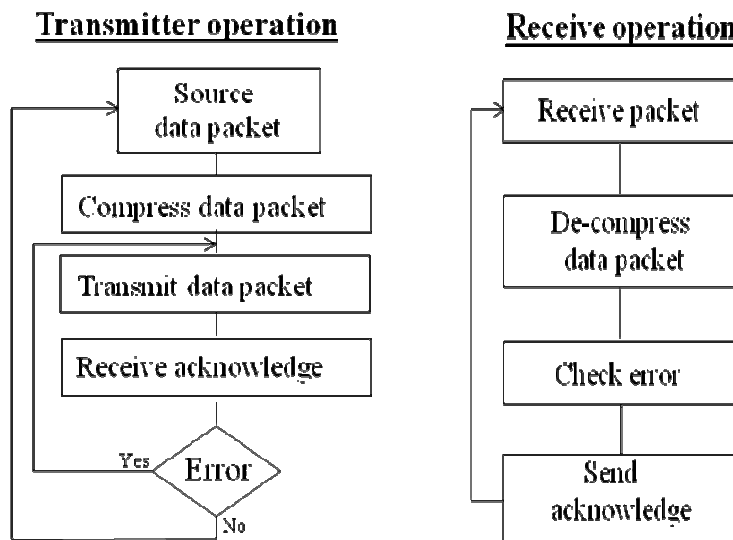 Transmitter operation
Source
data packet
Compress data packet
Transmit data packet
Receive acknowledge
Yes
Error
No
Receive operation
Receive packet
De-compress
data packet
Check error
Send
acknowledge